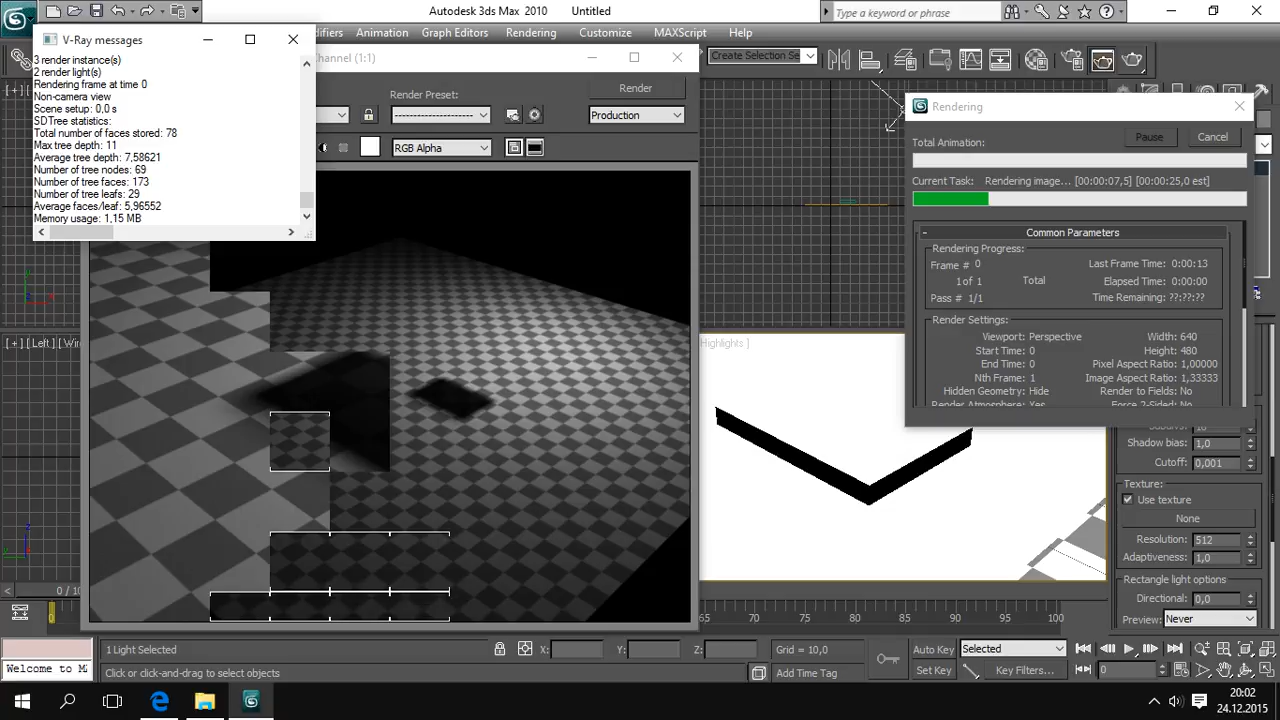 Autodesk 3ds Max 2010 Untitled
Type a keyword or phrase
V-Ray messages
Animation Graph Editors Rendering Customize MAXScript Help
3 render instance(s)
2 render light(s)
Rendering frame at time 0
Non-camera view
Scene setup: 0,0 s
SDTree statistics:
Total number of faces stored: 78
Max tree depth: 11
Average tree depth: 7,58621
Number of tree nodes: 69
Number of tree faces: 173
Number of tree leafs: 29
Average faces/leaf: 5,96552
Memory usage: 1,15 MB
Channel (1:1)
Create Selection Se
Render Preset:
Render
--------------------
Production
RGB Alpha
Rendering
Total Animation:
Pause
Cancel
Current Task: Rendering image... [00:00:07,5] [00:00:25,0 est]
- Common Parameters
Rendering Progress:
Frame # 0 Last Frame Time: 0:00:13
1 of 1 Total Elapsed Time: 0:00:00
Pass # 1/1 Time Remaining: ??:??:??
Render Settings:
Viewport: Perspective Width: 640
Start Time: 0 Height: 480
End Time: 0 Pixel Aspect Ratio: 1,00000
Nth Frame: 1 Image Aspect Ratio: 1,33333
Hidden Geometry: Hide Render to Fields: No
Render Atmosphere: Yes Force 2-Sided: No
[ + ] [ Left ] [ Wir
Highlights ]
Shadow bias: 1,0
Cutoff: 0,001
Texture:
Use texture
None
Resolution: 512
Adaptiveness: 1,0
Rectangle light options
Directional: 0,0
Preview: Never
0 / 10
65 70 75 80 85 90 95 100
1 Light Selected
X: Y: Z:
Grid = 10,0
Auto Key Selected
Welcome to M
Click or click-and-drag to select objects
Add Time Tag
Set Key Key Filters...
0
20:02
24.12.2015